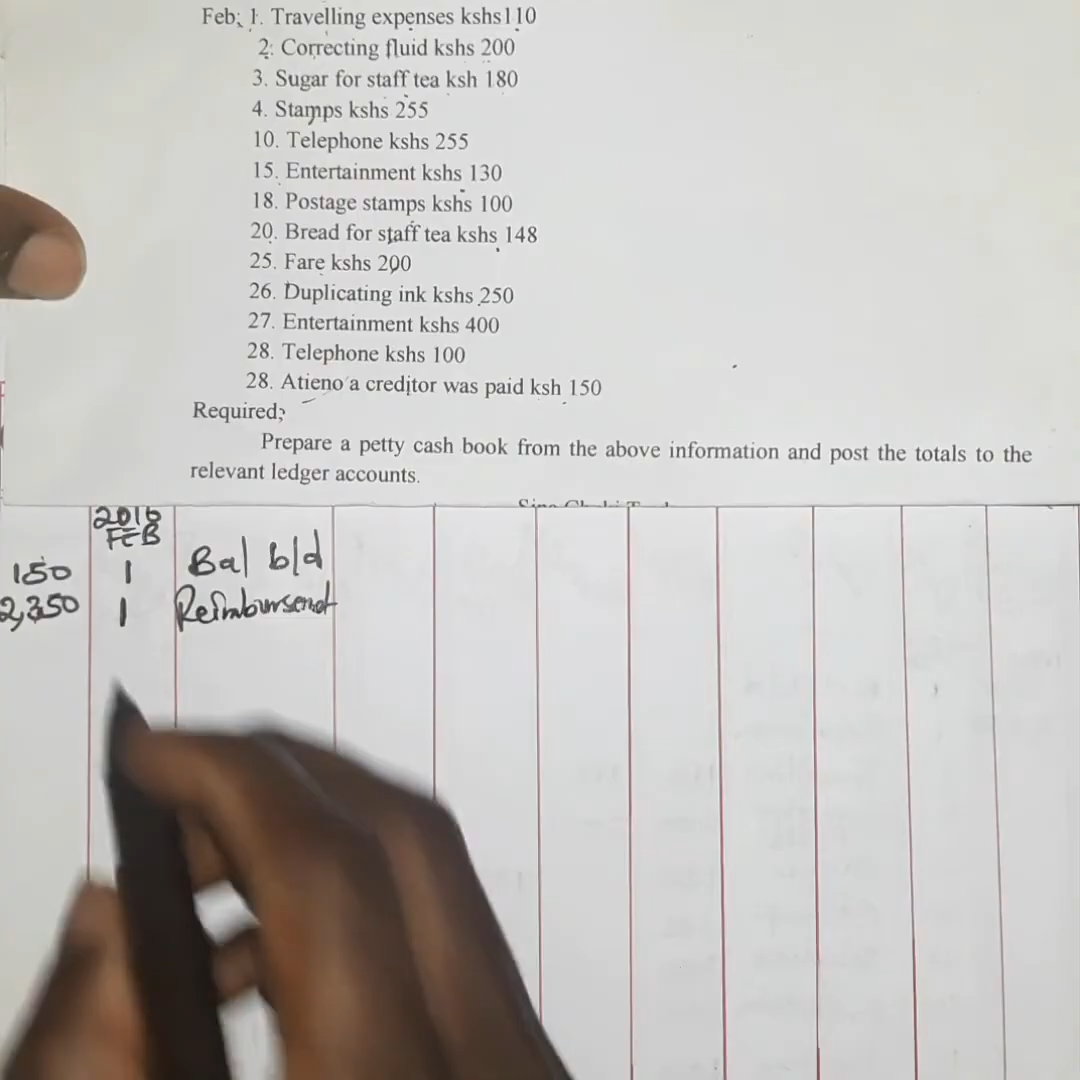 Feb; 1. Travelling expenses kshs110
2. Correcting fluid kshs 200
3. Sugar for staff tea ksh 180
4. Stamps kshs 255
10. Telephone kshs 255
15. Entertainment kshs 130
18. Postage stamps kshs 100
20. Bread for staff tea kshs 148
25. Fare kshs 200
26. Duplicating ink kshs 250
27. Entertainment kshs 400
28. Telephone kshs 100
28. Atieno a creditor was paid ksh 150
Required;
Prepare a petty cash book from the above information and post the totals to the
relevant ledger accounts.
2016
FEB
150 1 Bal b/d
2,350 1 Reimbursemt